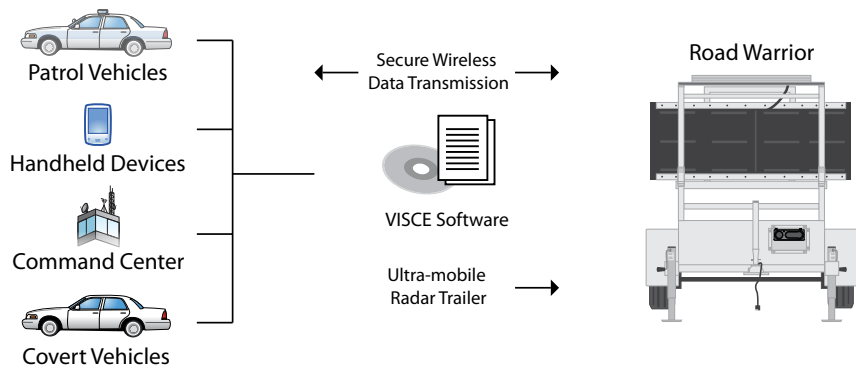 Patrol Vehicles
Handheld Devices
Command Center
Covert Vehicles
Secure Wireless
Data Transmission
VISCE Software
Ultra-mobile
Radar Trailer
Road Warrior